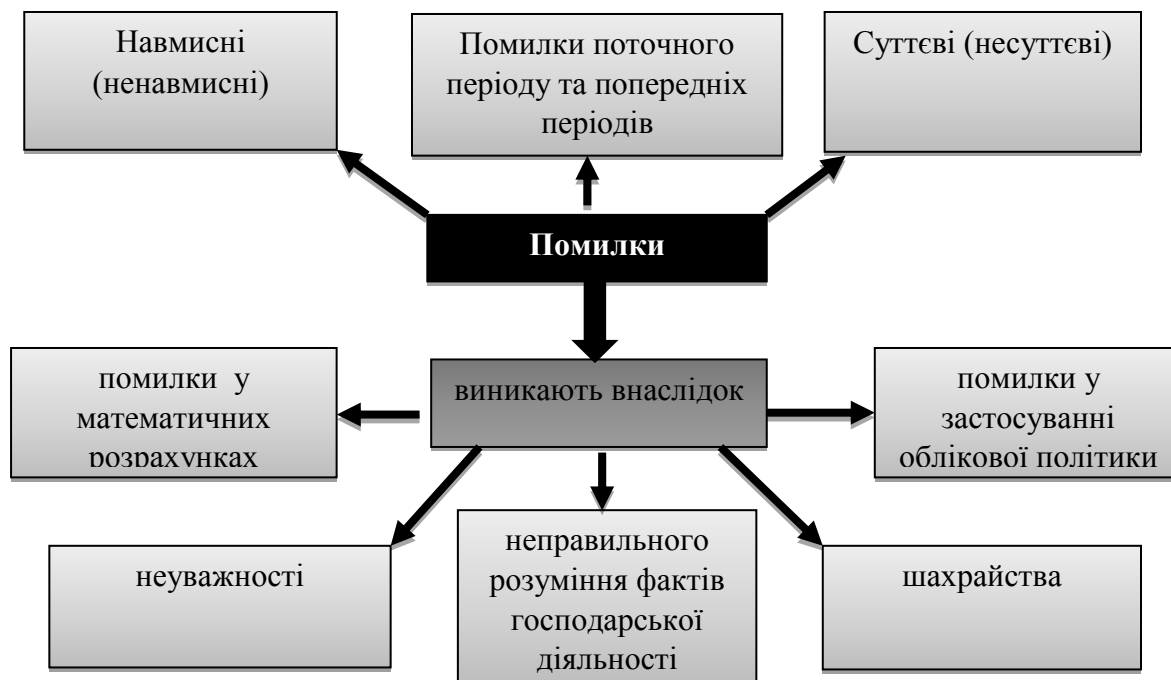 Навмисні
(ненавмисні)
Помилки поточного
періоду та попередніх
періодів
Суттєві (несуттєві)
Помилки
виникають внаслідок
помилки у
математичних
розрахунках
помилки у
застосуванні
облікової політики
неуважності
неправильного
розуміння фактів
господарської
діяльності
шахрайства